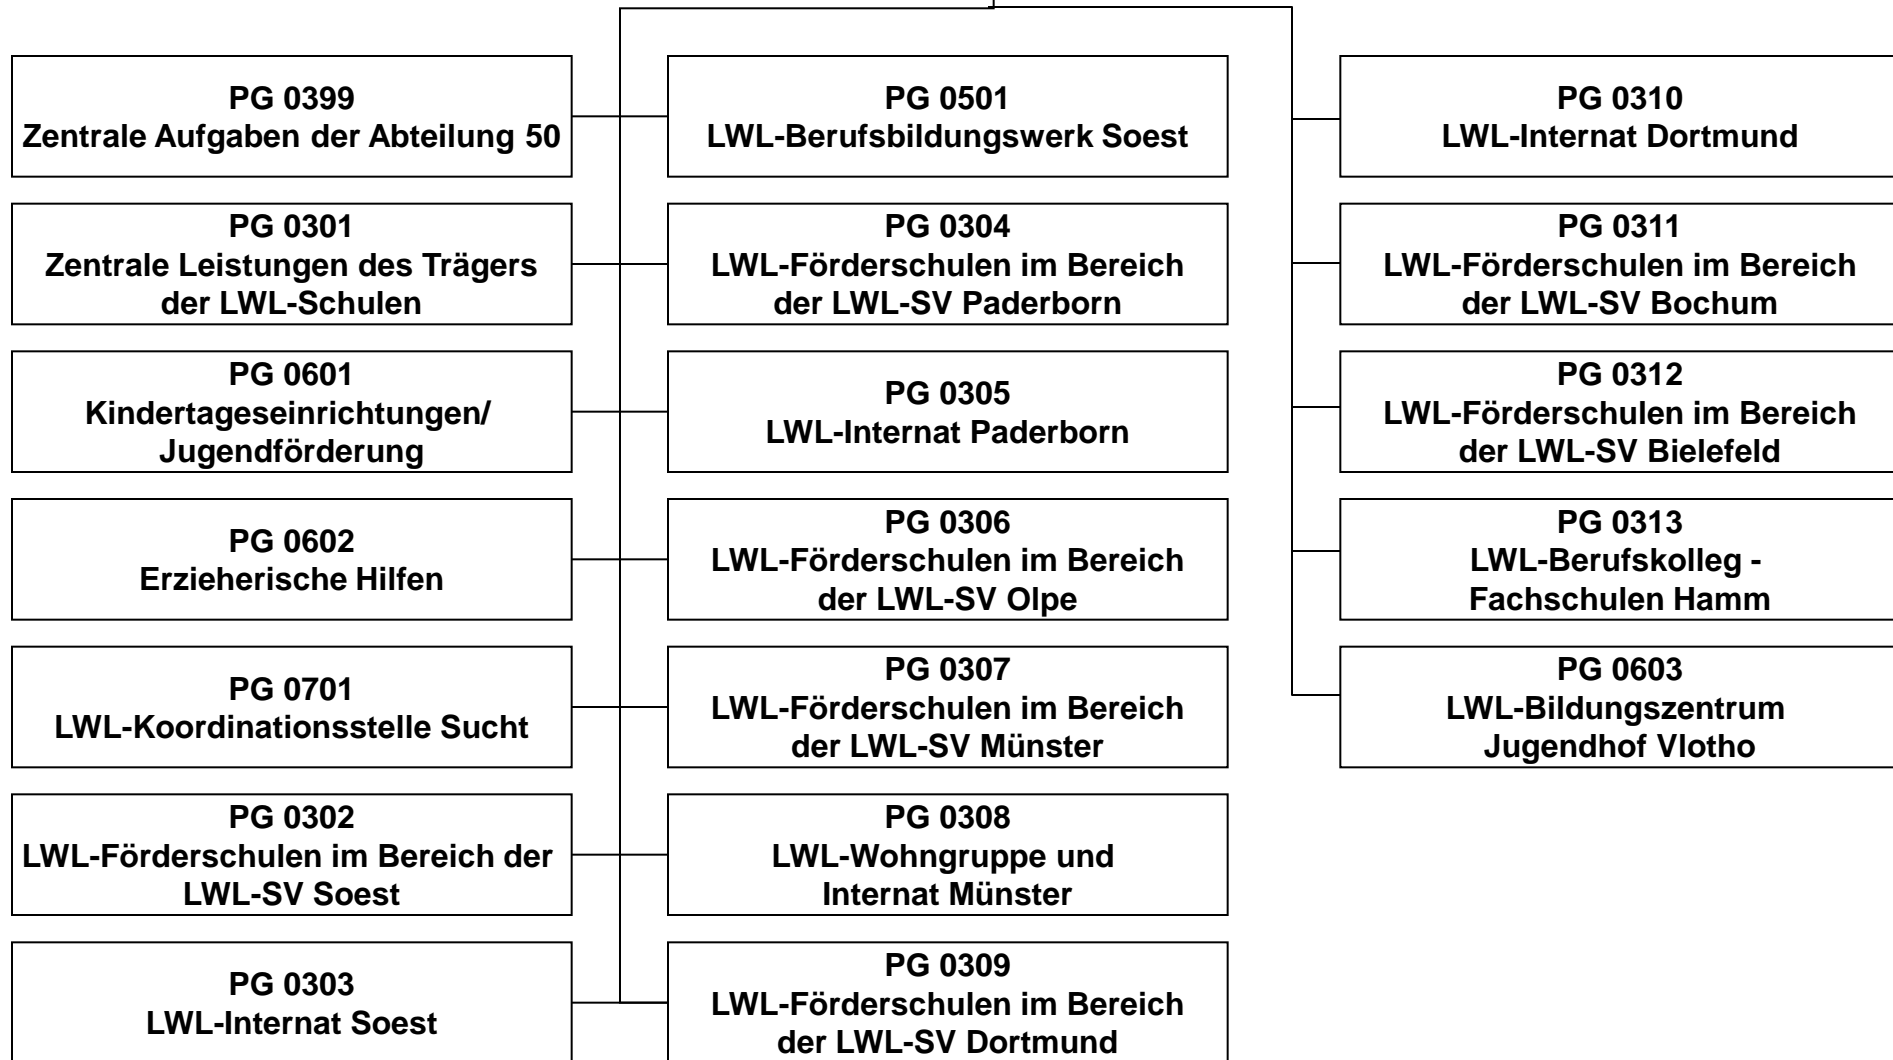 PG 0399
Zentrale Aufgaben der Abteilung 50
PG 0301
Zentrale Leistungen des Trägers
der LWL-Schulen
PG 0601
Kindertageseinrichtungen/
Jugendförderung
PG 0602
Erzieherische Hilfen
PG 0701
LWL-Koordinationsstelle Sucht
PG 0302
LWL-Förderschulen im Bereich der
LWL-SV Soest
PG 0303
LWL-Internat Soest
PG 0501
LWL-Berufsbildungswerk Soest
PG 0304
LWL-Förderschulen im Bereich
der LWL-SV Paderborn
PG 0305
LWL-Internat Paderborn
PG 0306
LWL-Förderschulen im Bereich
der LWL-SV Olpe
PG 0307
LWL-Förderschulen im Bereich
der LWL-SV Münster
PG 0308
LWL-Wohngruppe und
Internat Münster
PG 0309
LWL-Förderschulen im Bereich
der LWL-SV Dortmund
PG 0310
LWL-Internat Dortmund
PG 0311
LWL-Förderschulen im Bereich
der LWL-SV Bochum
PG 0312
LWL-Förderschulen im Bereich
der LWL-SV Bielefeld
PG 0313
LWL-Berufskolleg -
Fachschulen Hamm
PG 0603
LWL-Bildungszentrum
Jugendhof Vlotho